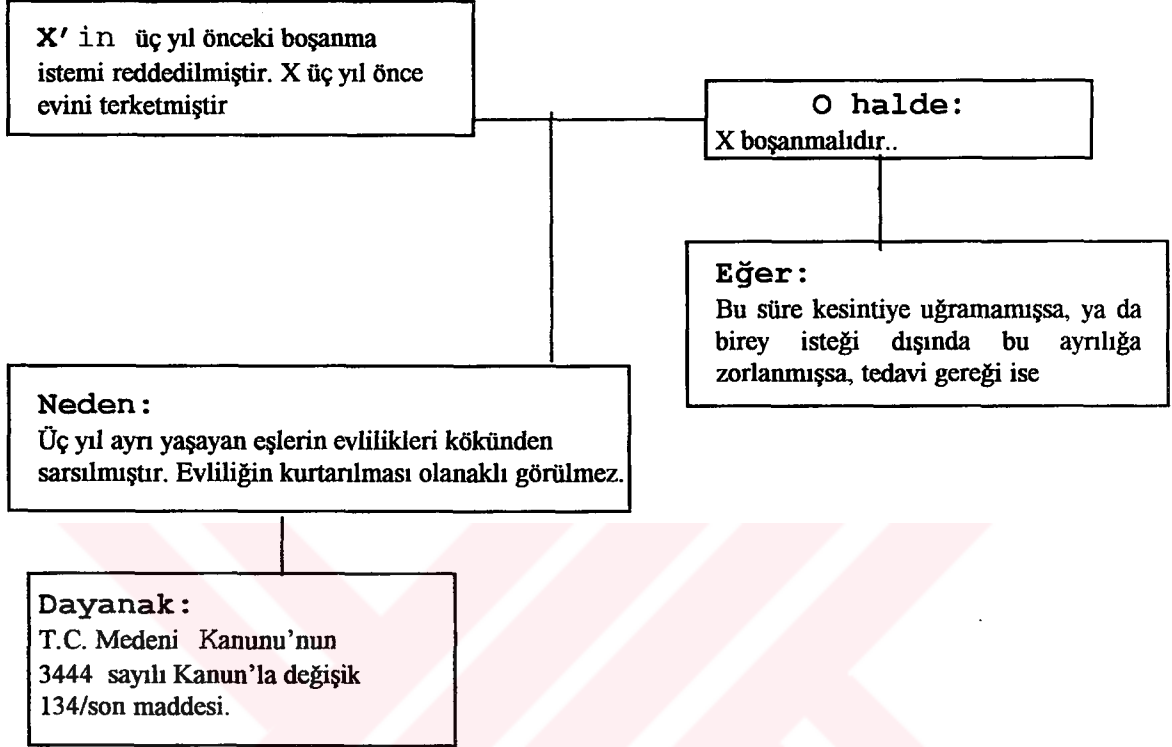 X' in üç yıl önceki boşanma
istemi reddedilmiştir. X üç yıl önce
evini terketmiştir
O halde:
X boşanmalıdır..
Eğer:
Bu süre kesintiye uğramamışsa, ya da
birey isteği dışında bu ayrılığa
zorlanmışsa, tedavi gereği ise
Neden:
Üç yıl ayrı yaşayan eşlerin evlilikleri kökünden
sarsılmıştır. Evliliğin kurtarılması olanaklı görülmez.
Dayanak:
T.C. Medeni Kanunu'nun
3444 sayılı Kanun'la değişik
134/son maddesi.